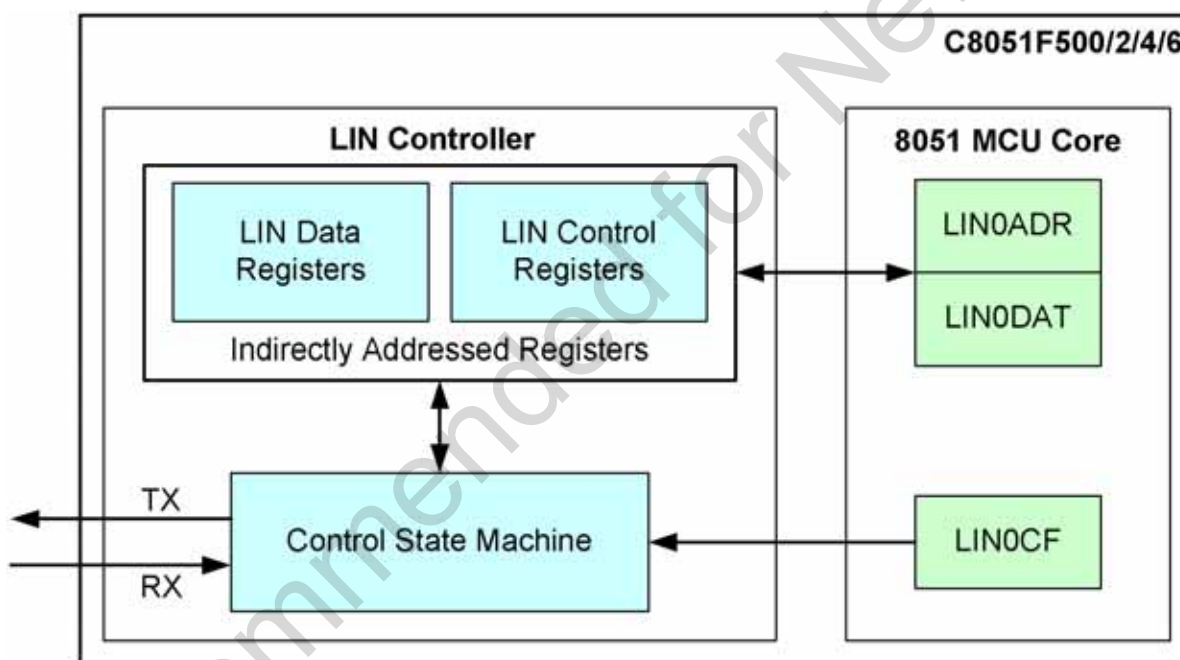 C8051F500/2/4/6
LIN Controller
8051 MCU Core
LIN Data
Registers
LIN Control
Registers
Indirectly Addressed Registers
LIN0ADR
LIN0DAT
TX
RX
Control State Machine
LIN0CF